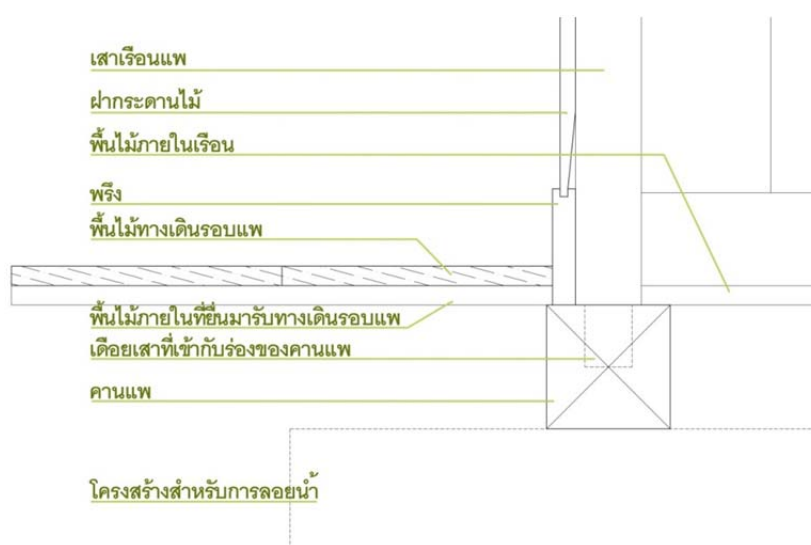 เสาเรือนแพ
ฝากระดานไม้
พื้นไม้ภายในเรือน
พรึง
พื้นไม้ทางเดินรอบแพ
พื้นไม้ภายในที่ยื่นมารับทางเดินรอบแพ
เดือยเสาที่เข้ากับร่องของคานแพ
คานแพ
โครงสร้างสำหรับการลอยน้ำ